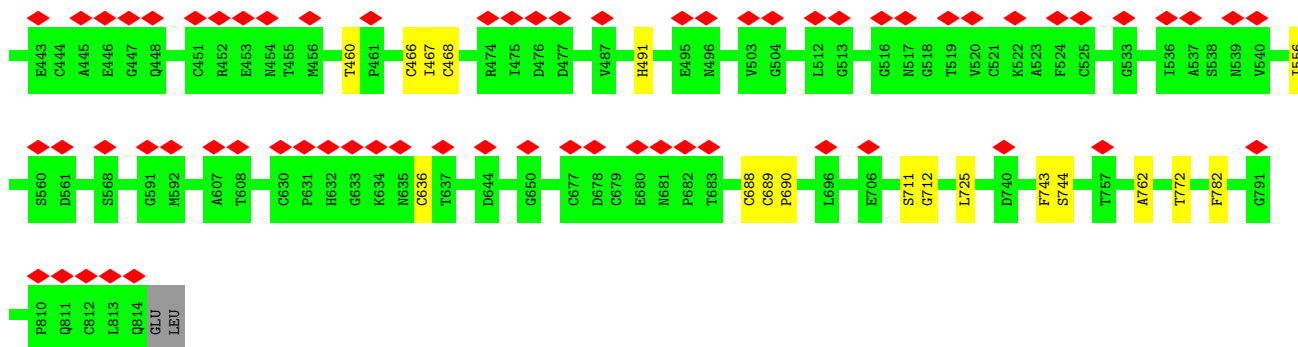 E443 C444 A445 E446 G447 Q448 C451 R452 E453 N454 T455 M456 T460 P461 C466 I467 C468 R474 I475 D476 D477 V487 H491 E495 N496 V503 G504 L512 G513 G516 N517 G518 T519 V520 C521 K522 A523 F524 C525 G533 I536 A537 S538 N539 V540 I556
S560 D561 S568 G591 M592 A607 T608 C630 P631 H632 G633 K634 N635 C636 T637 D644 G650 C677 D678 C679 E680 N681 P682 T683 C688 C689 P690 L696 E706 S711 G712 L725 D740 F743 S744 T757 A762 T772 F782 G791
P810 Q811 C812 L813 Q814 GLU LEU